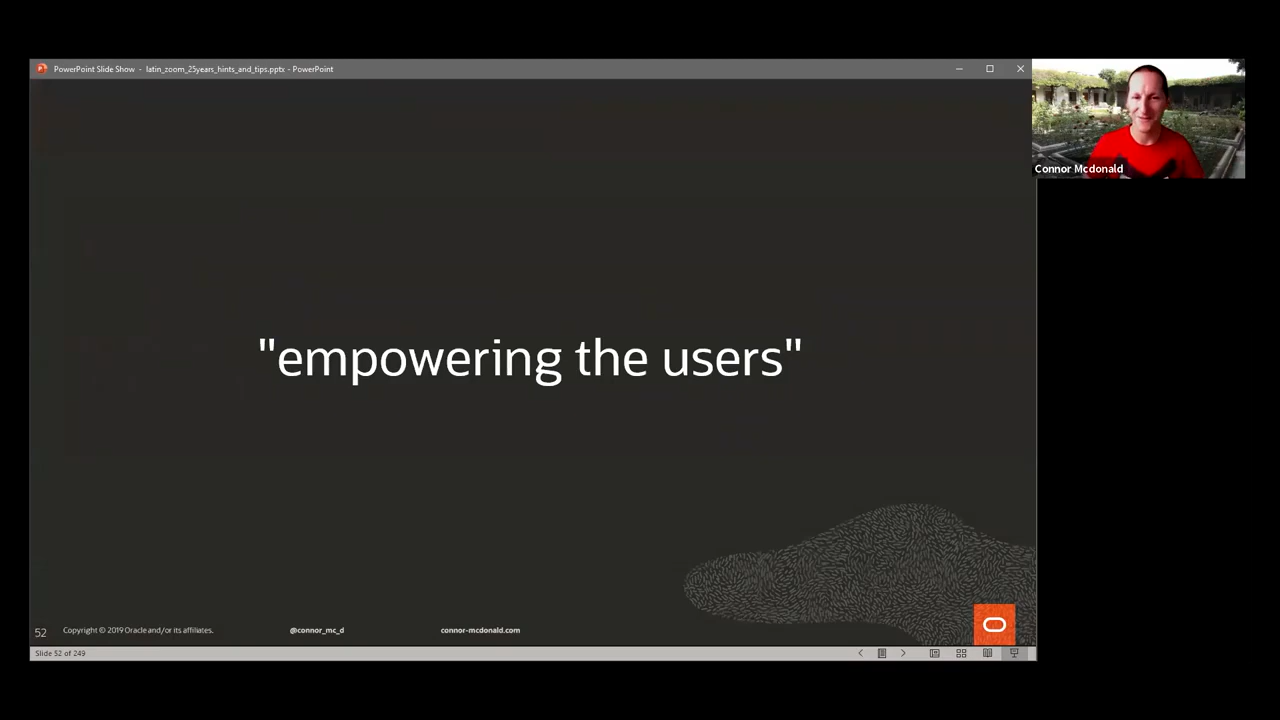 PowerPoint Slide Show - latin_zoom_25years_hints_and_tips.pptx - PowerPoint
Connor Mcdonald
"empowering the users"
52 Copyright © 2019 Oracle and/or its affiliates. @connor_mc_d connor-mcdonald.com
Slide 52 of 249